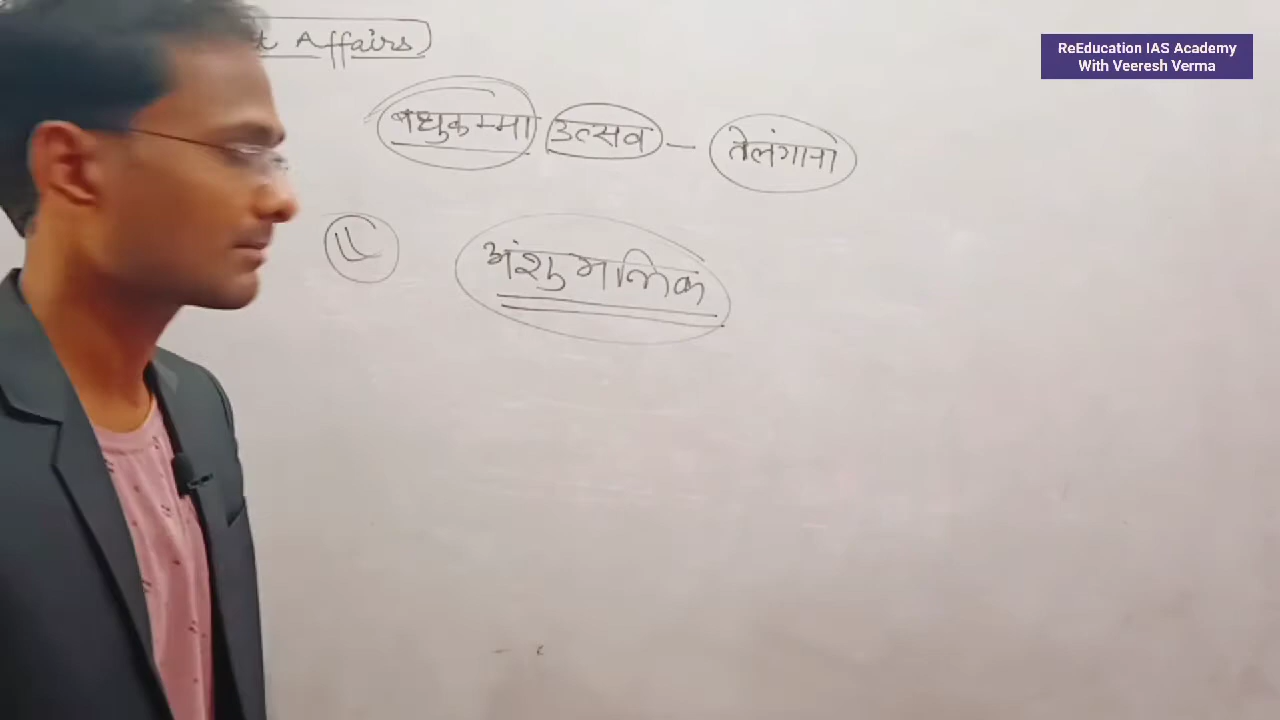 t Affairs
ReEducation IAS Academy
With Veeresh Verma
बथुकम्मा उत्सव - तेलंगाना
अंशु मलिक